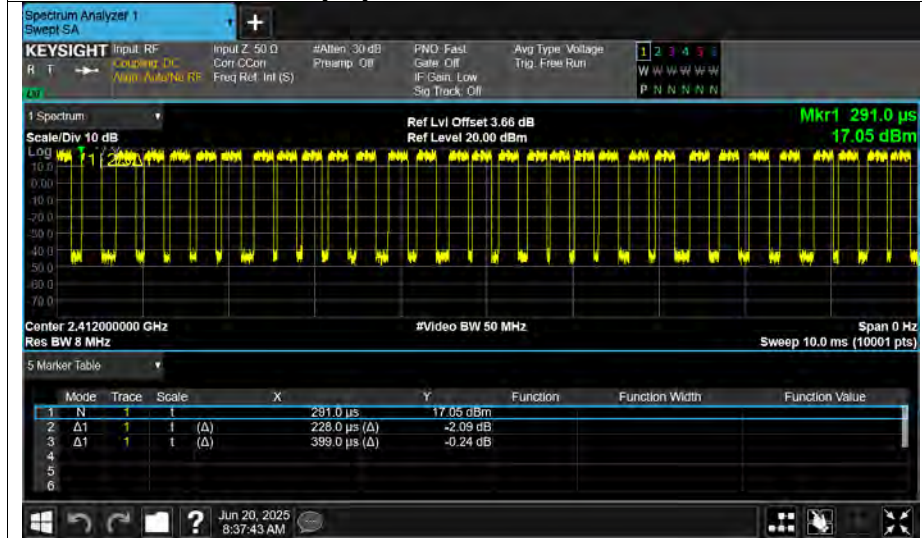 Spectrum Analyzer 1
Swept SA
+
KEYSIGHT Input: RF Input Z: 50 Ω #Atten: 30 dB PNO: Fast Avg Type: Voltage 1 2 3 4 5 6
R T Coupling: DC Corr CCorr Preamp: Off Gate: Off Trig: Free Run W W W W W W
Align: Auto/No RF Freq Ref: Int (S) IF Gain: Low P N N N N N
Sig Track: Off
1 Spectrum Ref Lvl Offset 3.66 dB Mkr1 291.0 µs
Scale/Div 10 dB Ref Level 20.00 dBm 17.05 dBm
Log
10.0
0.00
-10.0
-20.0
-30.0
-40.0
-50.0
-60.0
-70.0
Center 2.412000000 GHz #Video BW 50 MHz Span 0 Hz
Res BW 8 MHz Sweep 10.0 ms (10001 pts)
5 Marker Table
Mode Trace Scale X Y Function Function Width Function Value
1 N 1 t 291.0 µs 17.05 dBm
2 Δ1 1 t (Δ) 228.0 µs (Δ) -2.09 dB
3 Δ1 1 t (Δ) 399.0 µs (Δ) -0.24 dB
4
5
6
? Jun 20, 2025
8:37:43 AM